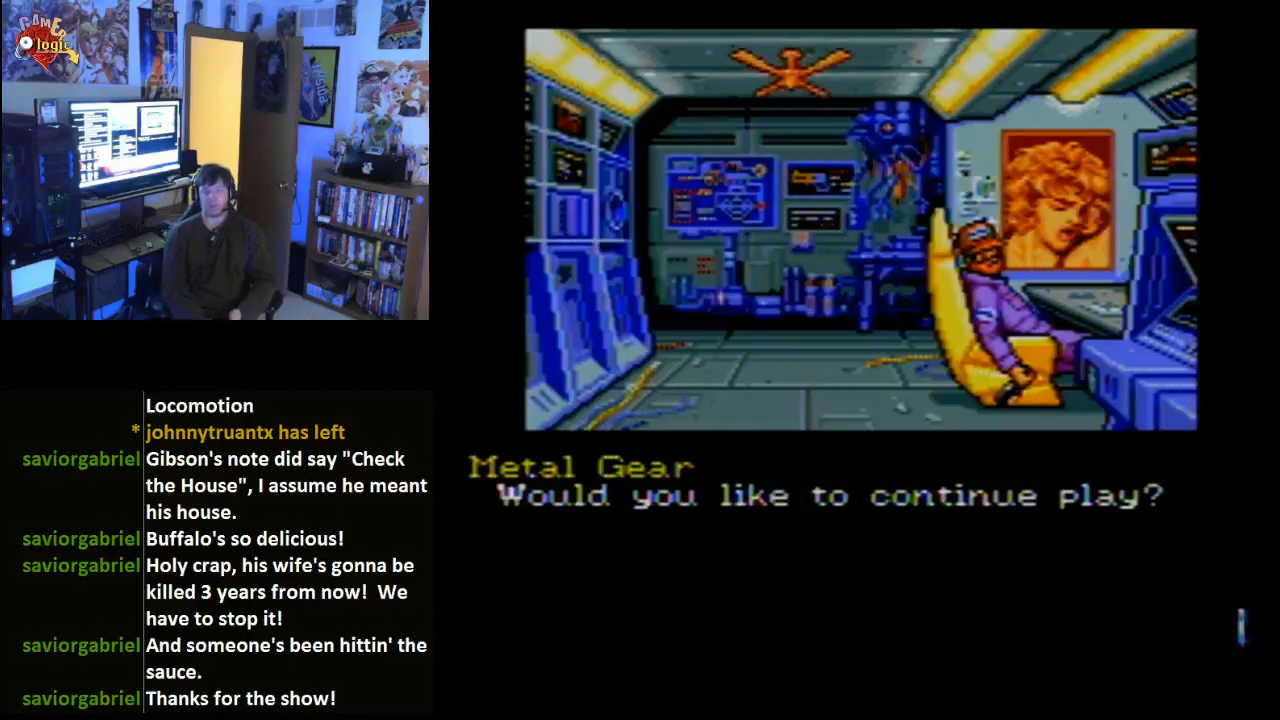 GAMER
logic
Locomotion
* johnnytruantx has left
saviorgabriel Gibson's note did say "Check
the House", I assume he meant
his house.
saviorgabriel Buffalo's so delicious!
saviorgabriel Holy crap, his wife's gonna be
killed 3 years from now!  We
have to stop it!
saviorgabriel And someone's been hittin' the
sauce.
saviorgabriel Thanks for the show!
Metal Gear
Would you like to continue play?